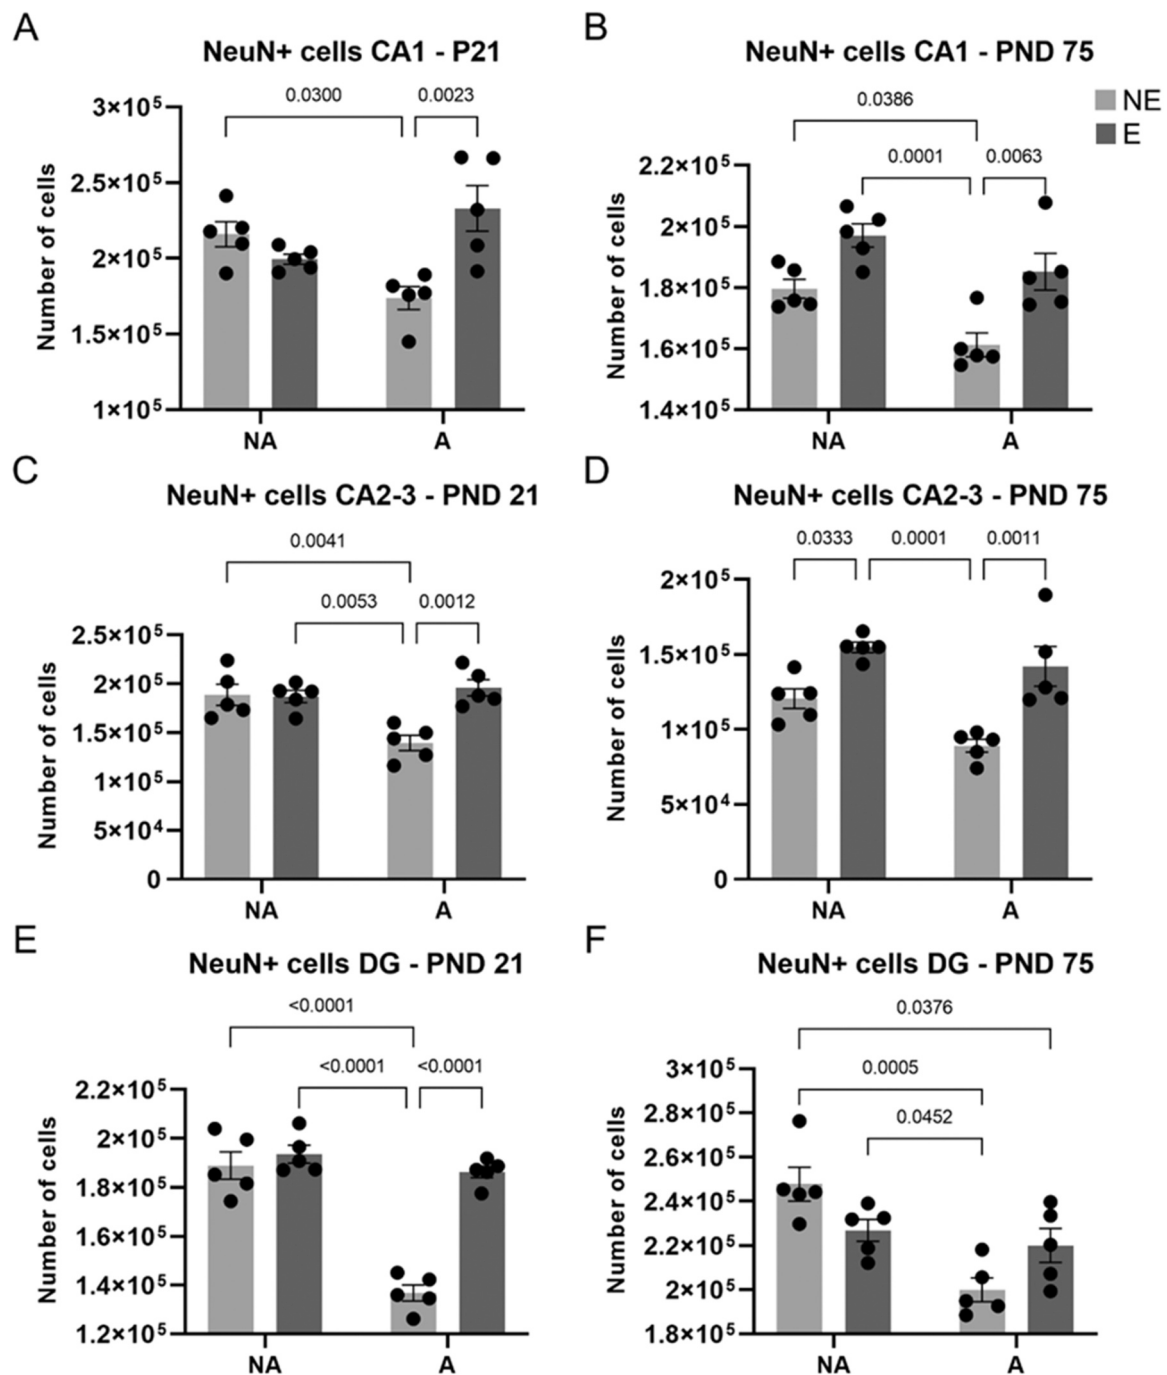 A
NeuN+ cells CA1 - P21
0.0300
0.0023
Number of cells
3×10⁵
2.5×10⁵
2×10⁵
1.5×10⁵
1×10⁵
NA
A
B
NeuN+ cells CA1 - PND 75
NE
E
0.0386
0.0001
0.0063
Number of cells
2.2×10⁵
2×10⁵
1.8×10⁵
1.6×10⁵
1.4×10⁵
NA
A
C
NeuN+ cells CA2-3 - PND 21
0.0041
0.0053
0.0012
Number of cells
2.5×10⁵
2×10⁵
1.5×10⁵
1×10⁵
5×10⁴
0
NA
A
D
NeuN+ cells CA2-3 - PND 75
0.0333
0.0001
0.0011
Number of cells
2×10⁵
1.5×10⁵
1×10⁵
5×10⁴
0
NA
A
E
NeuN+ cells DG - PND 21
<0.0001
<0.0001
<0.0001
Number of cells
2.2×10⁵
2×10⁵
1.8×10⁵
1.6×10⁵
1.4×10⁵
1.2×10⁵
NA
A
F
NeuN+ cells DG - PND 75
0.0376
0.0005
0.0452
Number of cells
3×10⁵
2.8×10⁵
2.6×10⁵
2.4×10⁵
2.2×10⁵
2×10⁵
1.8×10⁵
NA
A